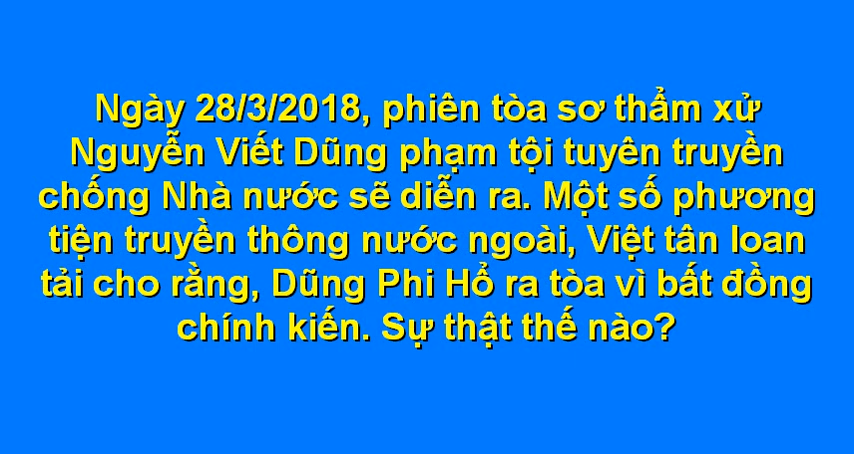 Ngày 28/3/2018, phiên tòa sơ thẩm xử
Nguyễn Viết Dũng phạm tội tuyên truyền
chống Nhà nước sẽ diễn ra. Một số phương
tiện truyền thông nước ngoài, Việt tân loan
tải cho rằng, Dũng Phi Hổ ra tòa vì bất đồng
chính kiến. Sự thật thế nào?